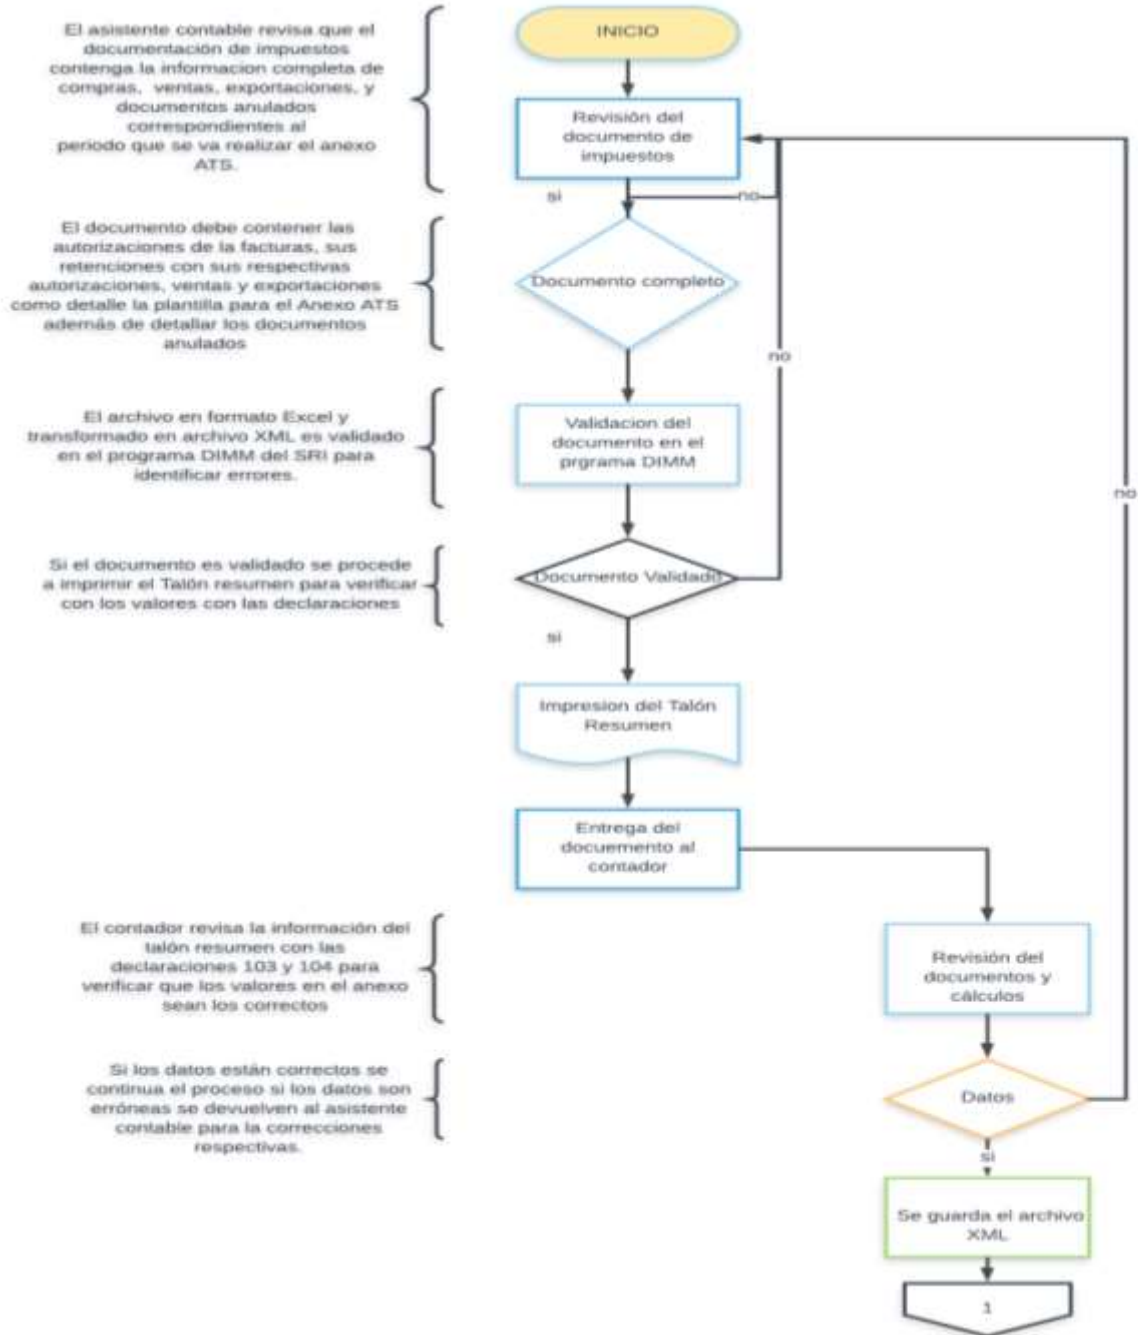 El asistente contable revisa que el
documentación de impuestos
contenga la informacion completa de
compras,  ventas, exportaciones, y
documentos anulados
correspondientes al
periodo que se va realizar el anexo
ATS.
INICIO
Revisión del
documento de
impuestos
si
no
El documento debe contener las
autorizaciones de la facturas, sus
retenciones con sus respectivas
autorizaciones, ventas y exportaciones
como detalle la plantilla para el Anexo ATS
además de detallar los documentos
anulados
Documento completo
no
El archivo en formato Excel y
transformado en archivo XML es validado
en el programa DIMM del SRI para
identificar errores.
Validacion del
documento en el
prgrama DIMM
no
Si el documento es validado se procede
a imprimir el Talón resumen para verificar
con los valores con las declaraciones
Documento Validado
si
Impresion del Talón
Resumen
Entrega del
docuemento al
contador
El contador revisa la información del
talón resumen con las
declaraciones 103 y 104 para
verificar que los valores en el anexo
sean los correctos
Revisión del
documentos y
cálculos
Si los datos están correctos se
continua el proceso si los datos son
erróneas se devuelven al asistente
contable para la correcciones
respectivas.
Datos
si
Se guarda el archivo
XML
1